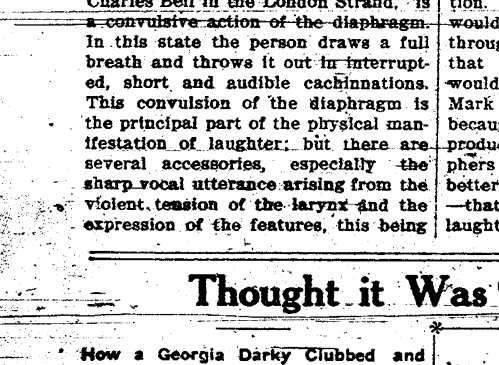 Charles Bell in the London Strand, is
a convulsive action of the diaphragm.
In this state the person draws a full
breath and throws it out in interrupt-
ed, short and audible cachinnations.
This convulsion of the diaphragm is
the principal part of the physical man-
ifestation of laughter; but there are
several accessories, especially the
sharp vocal utterance arising from the
violent tension of the larynx and the
expression of the features, this being
tion.
would
throug
that
would
Mark
becau
produ
phers
better
—that
laught
Thought it Was
How a Georgia Darky Clubbed and